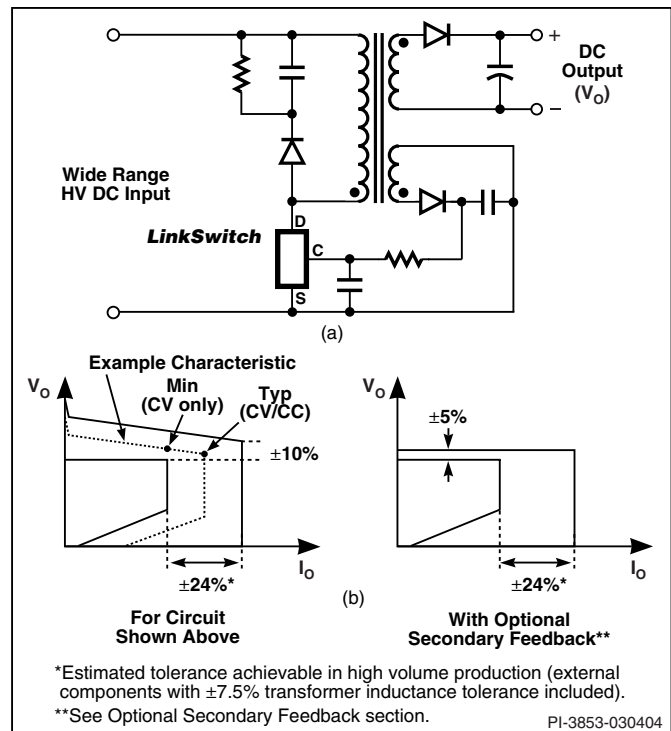 +
DC
Output
(VO)
−
Wide Range
HV DC Input
LinkSwitch
D
C
S
(a)
Example Characteristic
VO
Min
(CV only)
Typ
(CV/CC)
±10%
IO
±24%*
For Circuit
Shown Above
(b)
VO
±5%
IO
±24%*
With Optional
Secondary Feedback**
*Estimated tolerance achievable in high volume production (external
components with ±7.5% transformer inductance tolerance included).
**See Optional Secondary Feedback section.
PI-3853-030404